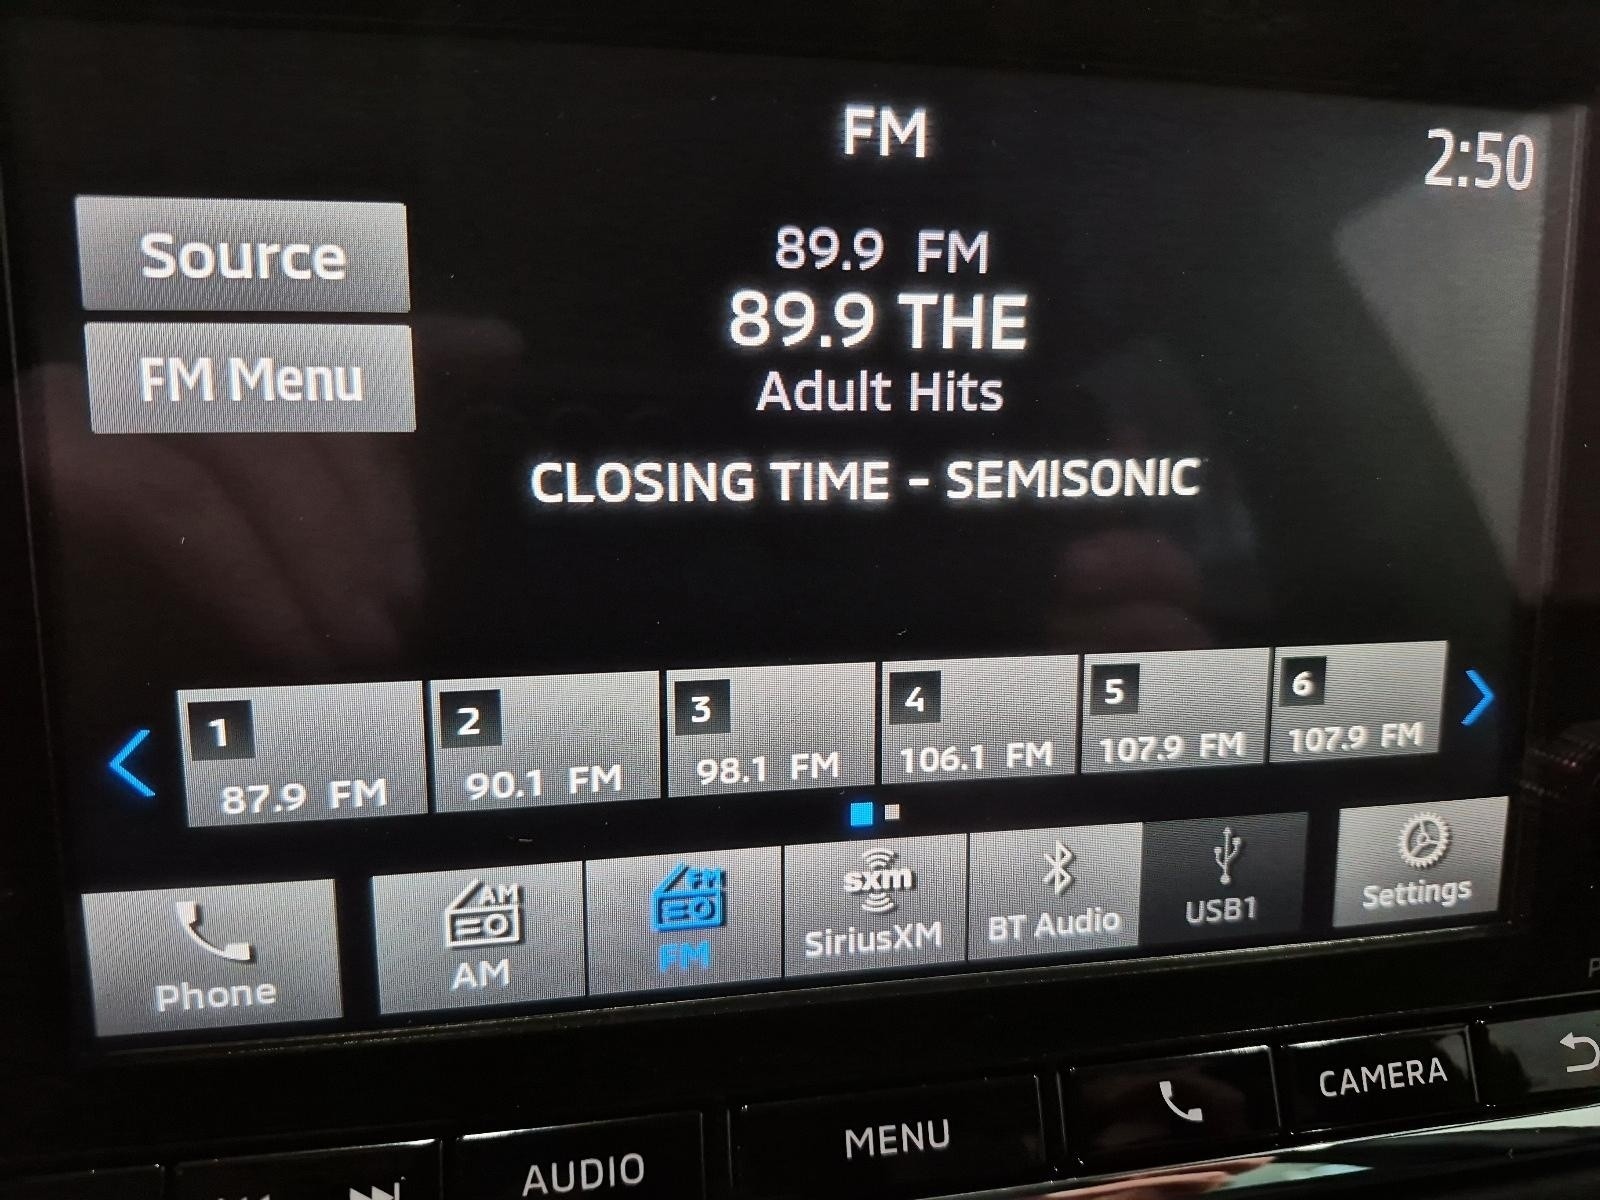 FM
2:50
Source
FM Menu
89.9 FM
89.9 THE
Adult Hits
CLOSING TIME - SEMISONIC
1
87.9 FM
2
90.1 FM
3
98.1 FM
4
106.1 FM
5
107.9 FM
6
107.9 FM
Phone
AM
AM
FM
FM
sxm
SiriusXM
BT Audio
USB1
Settings
AUDIO
MENU
CAMERA